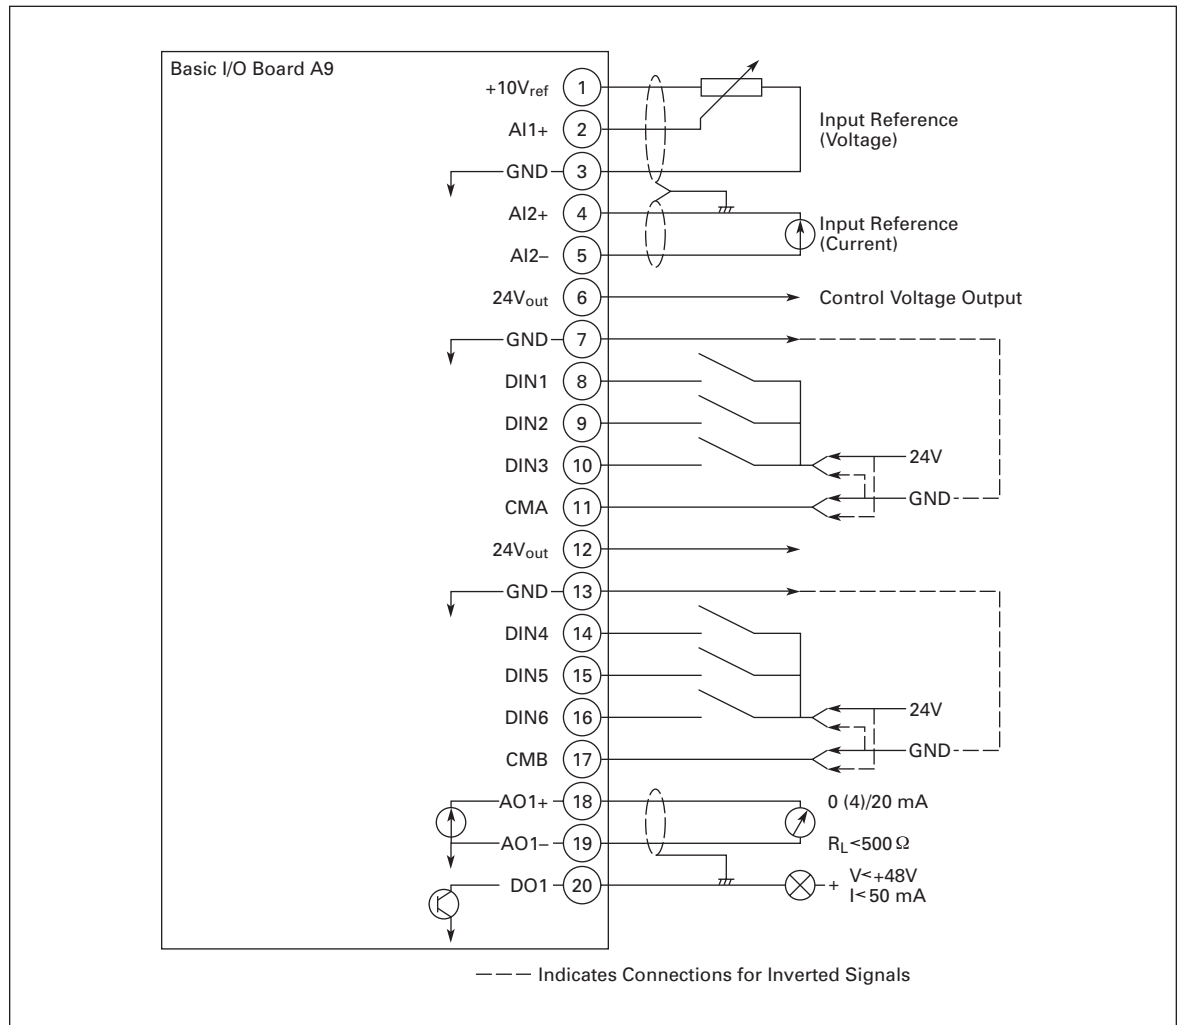 Basic I/O Board A9
+10Vref 1
AI1+ 2
Input Reference
(Voltage)
GND 3
AI2+ 4
Input Reference
(Current)
AI2– 5
24Vout 6 Control Voltage Output
GND 7
DIN1 8
DIN2 9
DIN3 10 24V
CMA 11 GND
24Vout 12
GND 13
DIN4 14
DIN5 15
DIN6 16 24V
CMB 17 GND
AO1+ 18 0 (4)/20 mA
AO1– 19 RL<500 Ω
DO1 20 + V<+48V
I<50 mA
Indicates Connections for Inverted Signals